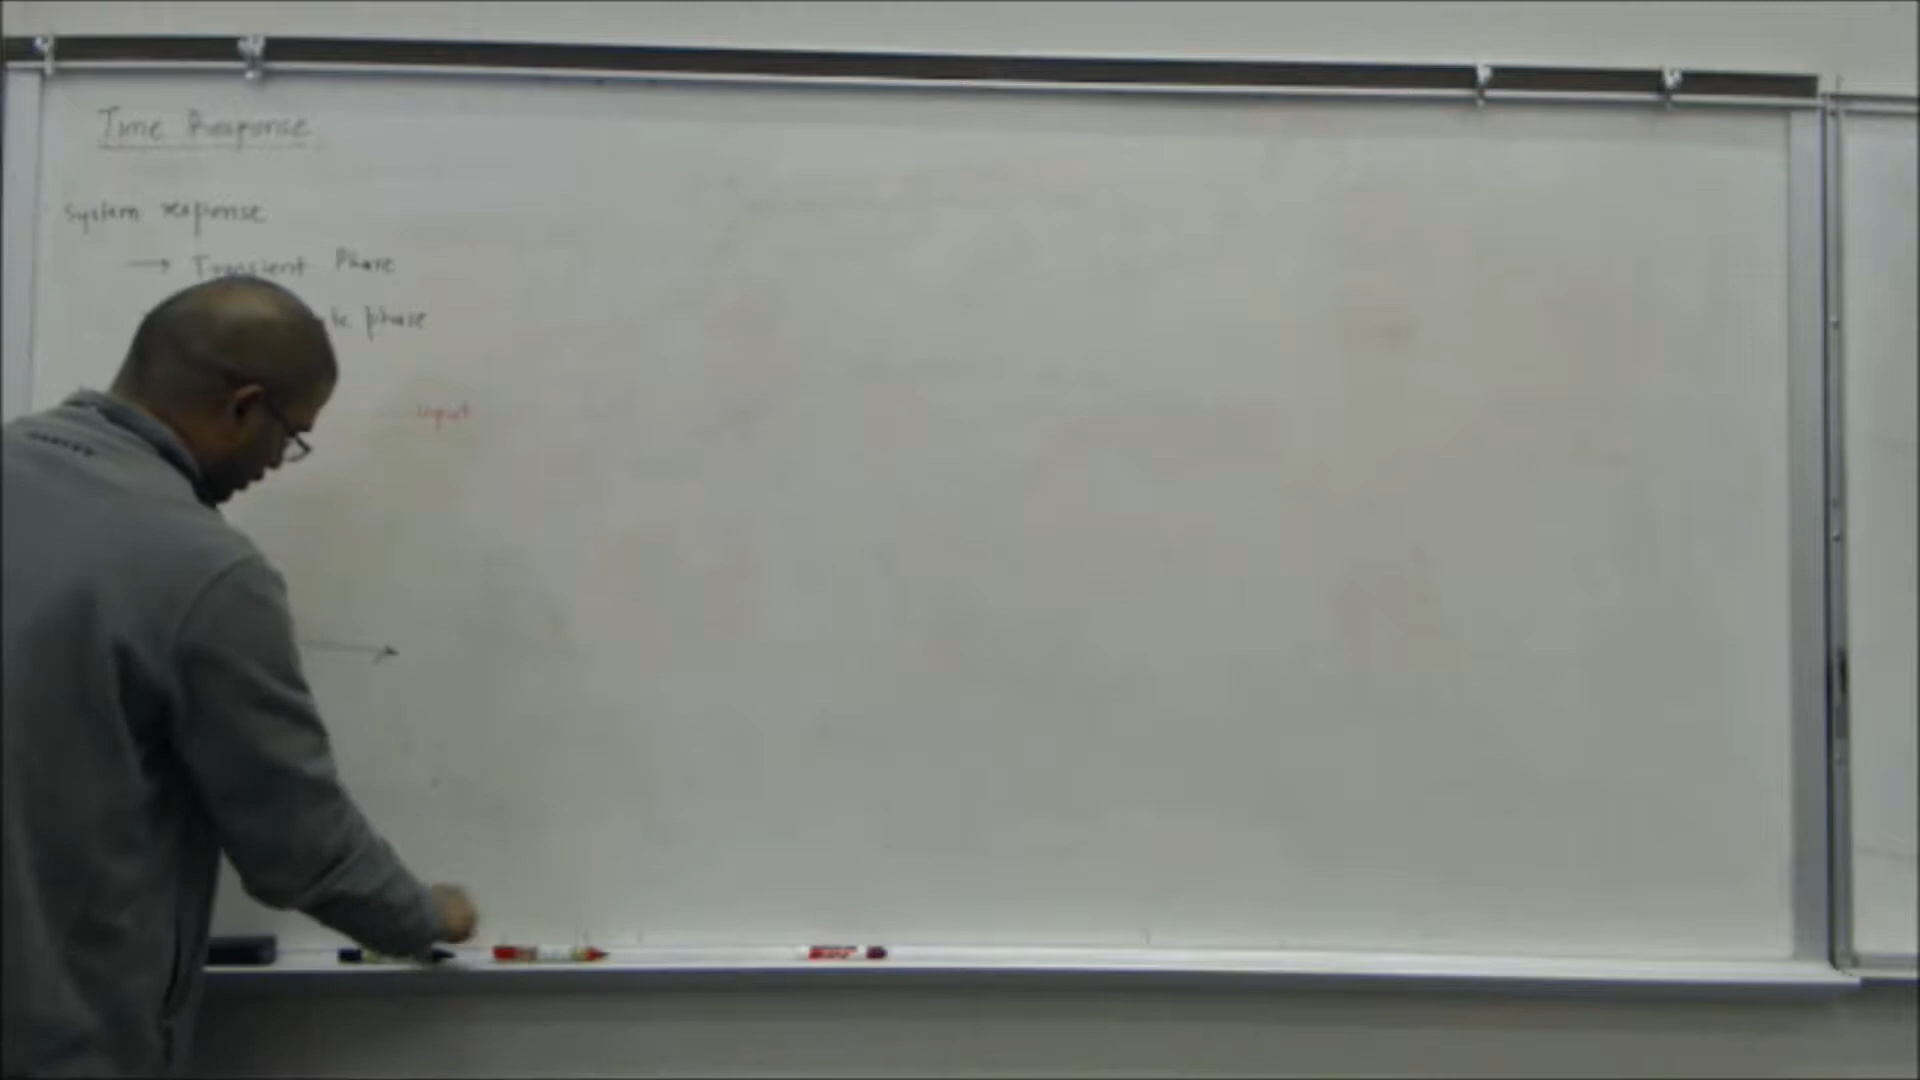 Time Response
System response
→ Transient Phase
phase
input